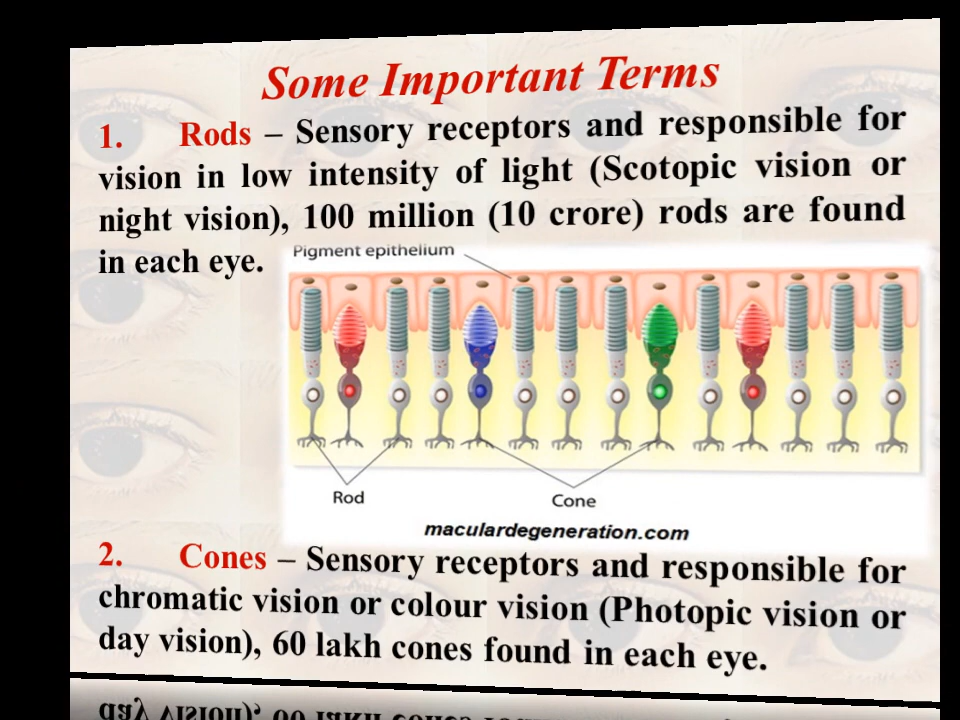 Some Important Terms
1. Rods – Sensory receptors and responsible for
vision in low intensity of light (Scotopic vision or
night vision), 100 million (10 crore) rods are found
in each eye.
Pigment epithelium
Rod
Cone
maculardegeneration.com
2. Cones – Sensory receptors and responsible for
chromatic vision or colour vision (Photopic vision or
day vision), 60 lakh cones found in each eye.